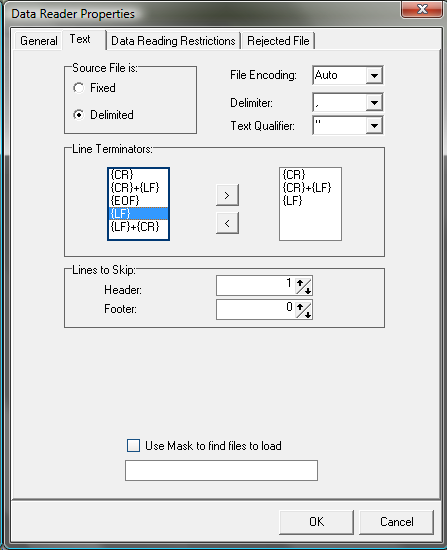 Data Reader Properties
General Text Data Reading Restrictions Rejected File
Source File is:
Fixed
Delimited
File Encoding: Auto
Delimiter: ,
Text Qualifier: "
Line Terminators:
{CR}
{CR}+{LF}
{EOF}
{LF}
{LF}+{CR}
>
<
{CR}
{CR}+{LF}
{LF}
Lines to Skip:
Header: 1
Footer: 0
Use Mask to find files to load
OK Cancel